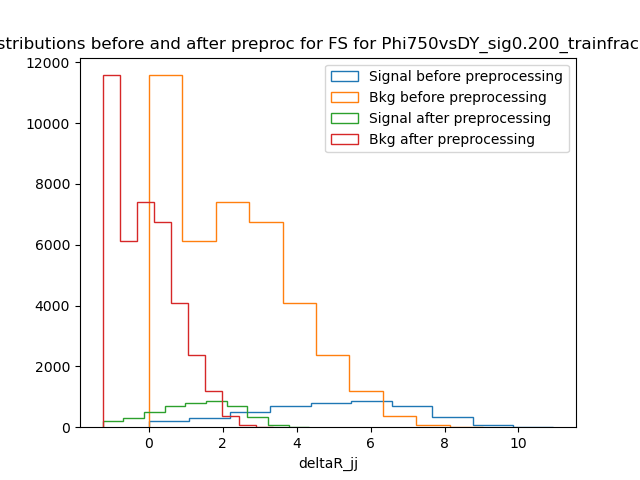 stributions before and after preproc for FS for Phi750vsDY_sig0.200_trainfrac
12000
10000
8000
6000
4000
2000
0
Signal before preprocessing
Bkg before preprocessing
Signal after preprocessing
Bkg after preprocessing
0 2 4 6 8 10
deltaR_jj